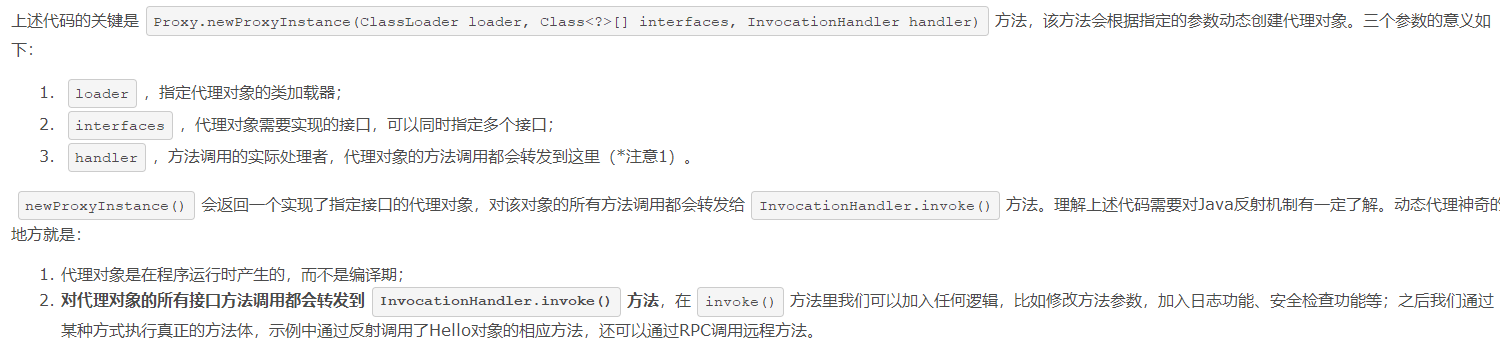 上述代码的关键是 Proxy.newProxyInstance(ClassLoader loader, Class<?>[] interfaces, InvocationHandler handler) 方法，该方法会根据指定的参数动态创建代理对象。三个参数的意义如
下：
1. loader ，指定代理对象的类加载器；
2. interfaces ，代理对象需要实现的接口，可以同时指定多个接口；
3. handler ，方法调用的实际处理者，代理对象的方法调用都会转发到这里（*注意1）。
newProxyInstance() 会返回一个实现了指定接口的代理对象，对该对象的所有方法调用都会转发给 InvocationHandler.invoke() 方法。理解上述代码需要对Java反射机制有一定了解。动态代理神奇的
地方就是：
1. 代理对象是在程序运行时产生的，而不是编译期；
2. 对代理对象的所有接口方法调用都会转发到 InvocationHandler.invoke() 方法，在 invoke() 方法里我们可以加入任何逻辑，比如修改方法参数，加入日志功能、安全检查功能等；之后我们通过
某种方式执行真正的方法体，示例中通过反射调用了Hello对象的相应方法，还可以通过RPC调用远程方法。